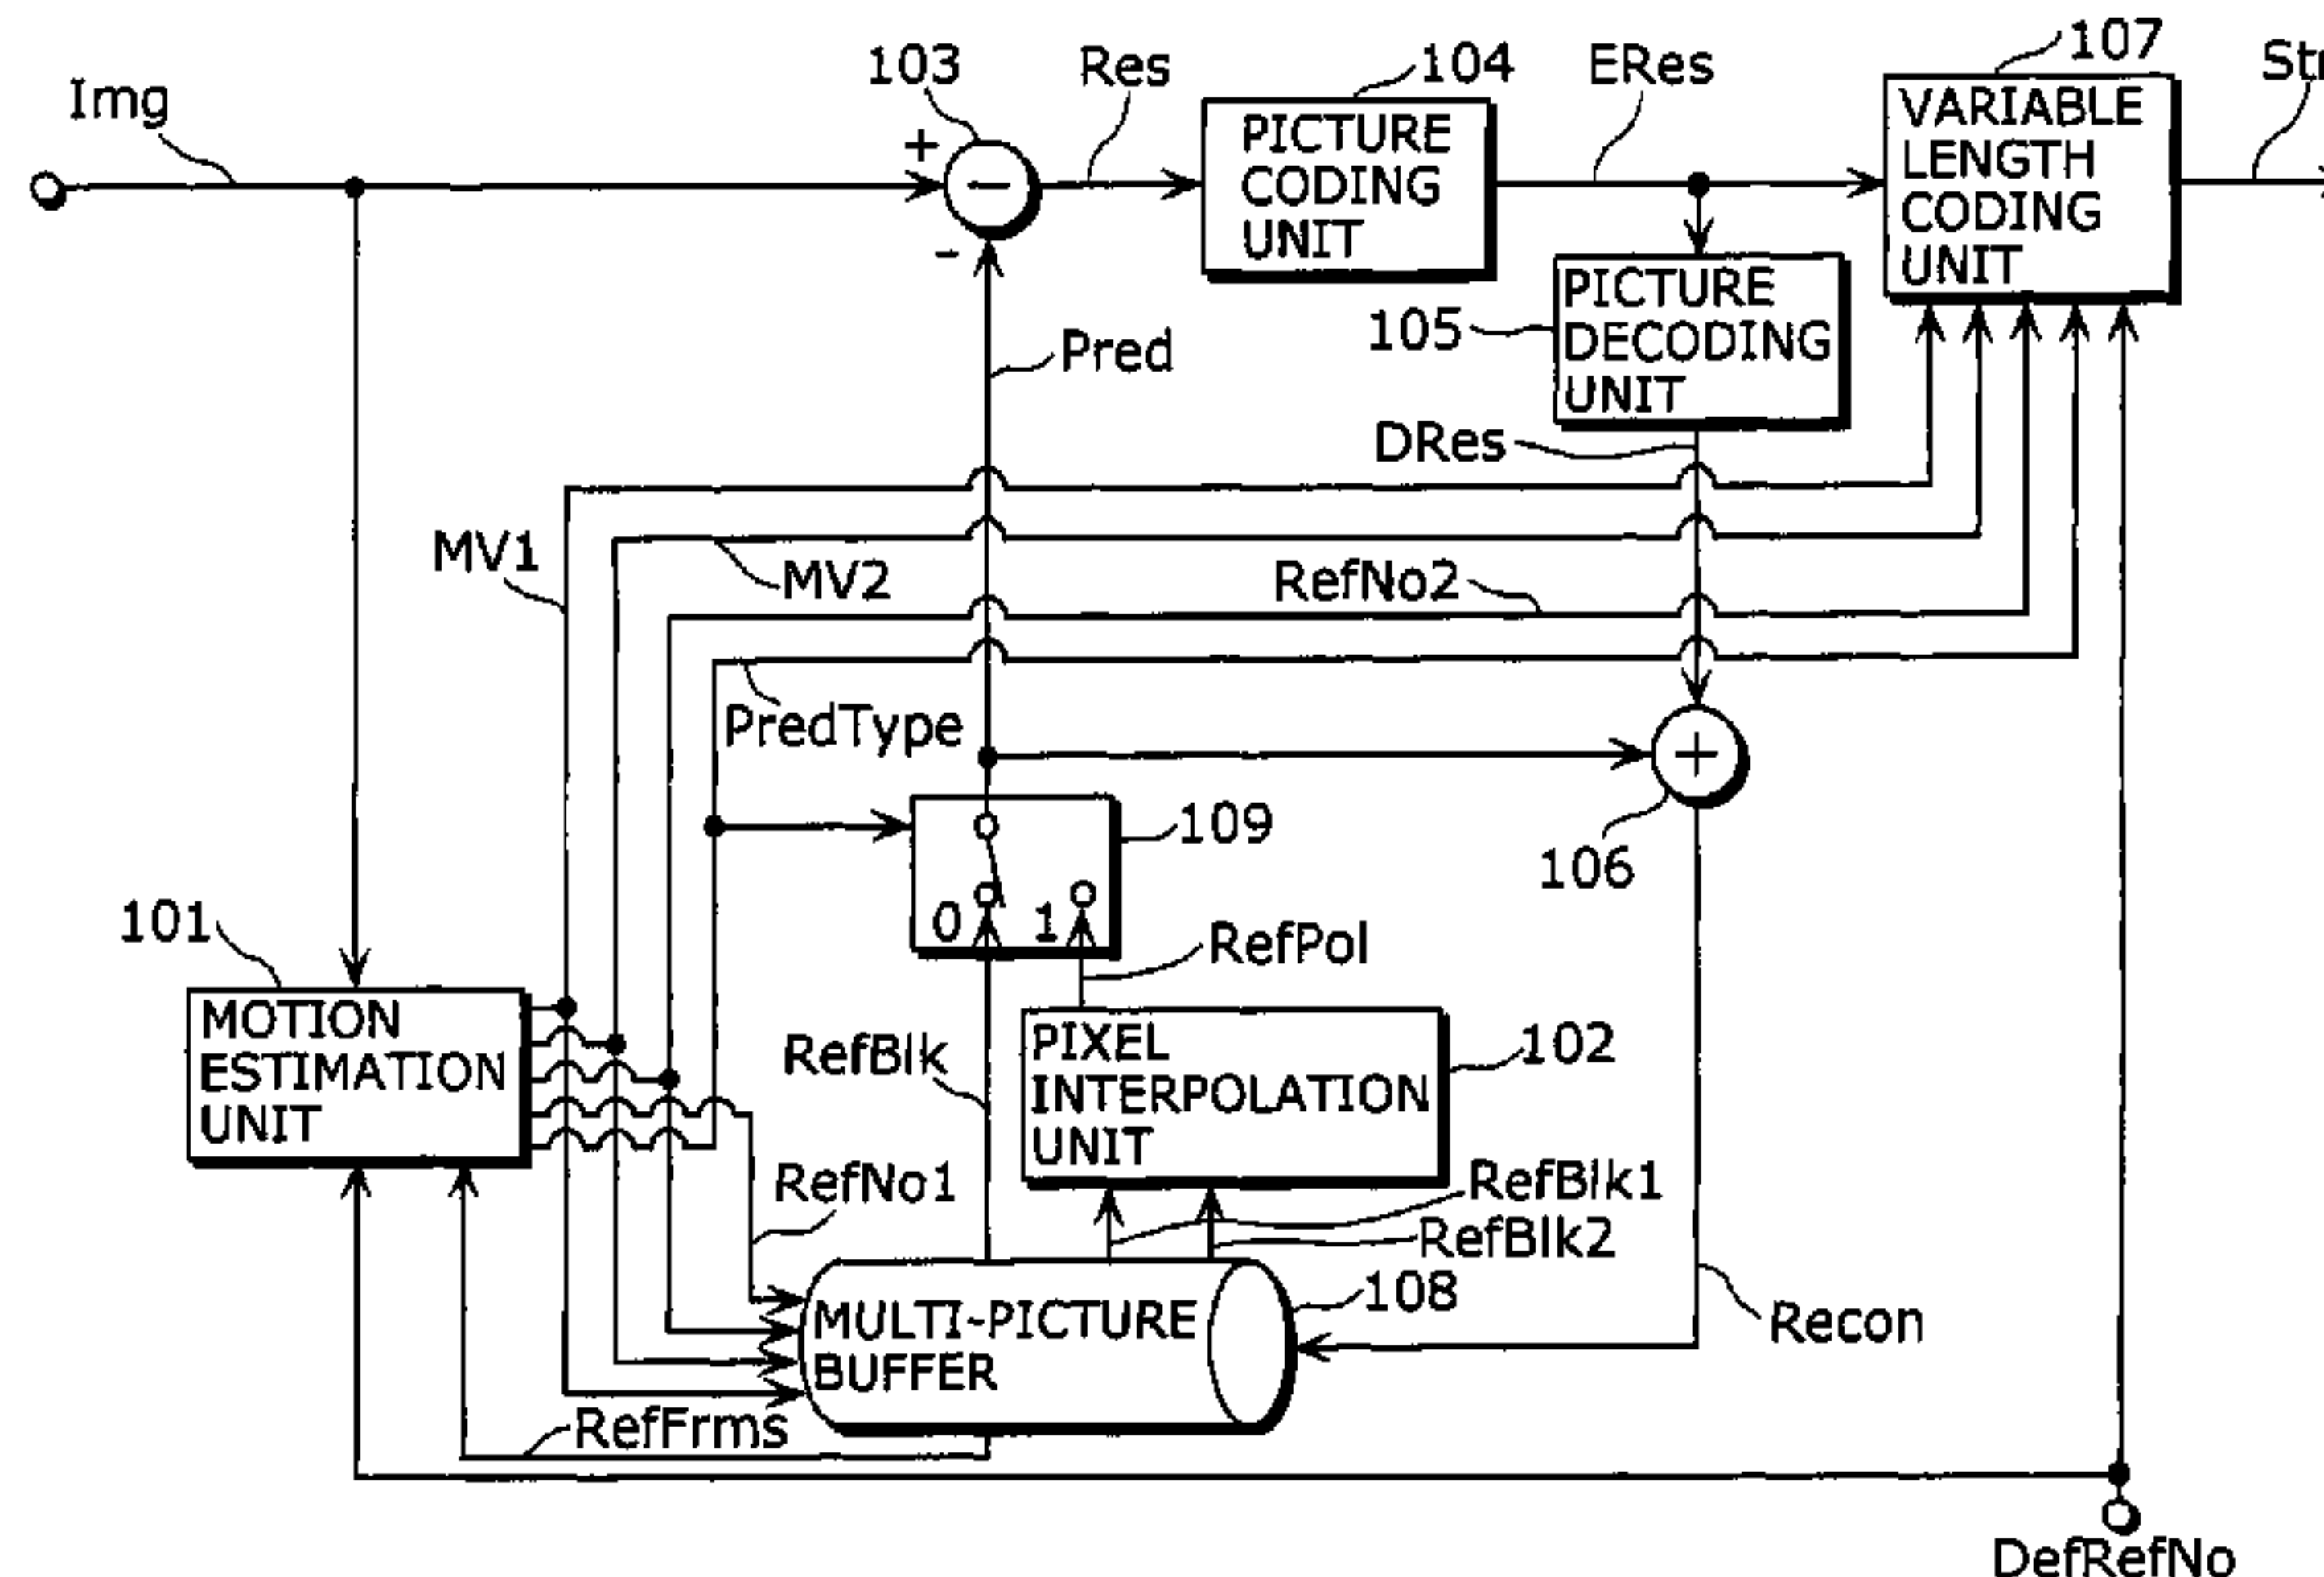 Img
103
Res
104
ERes
107
Str
+
-
-
PICTURE
CODING
UNIT
VARIABLE
LENGTH
CODING
UNIT
105
PICTURE
DECODING
UNIT
Pred
DRes
MV1
MV2
RefNo2
PredType
+
109
106
0
1
101
RefPol
MOTION
ESTIMATION
UNIT
RefBlk
PIXEL
INTERPOLATION
UNIT
102
RefNo1
RefBlk1
RefBlk2
108
MULTI-PICTURE
BUFFER
Recon
RefFrms
DefRefNo